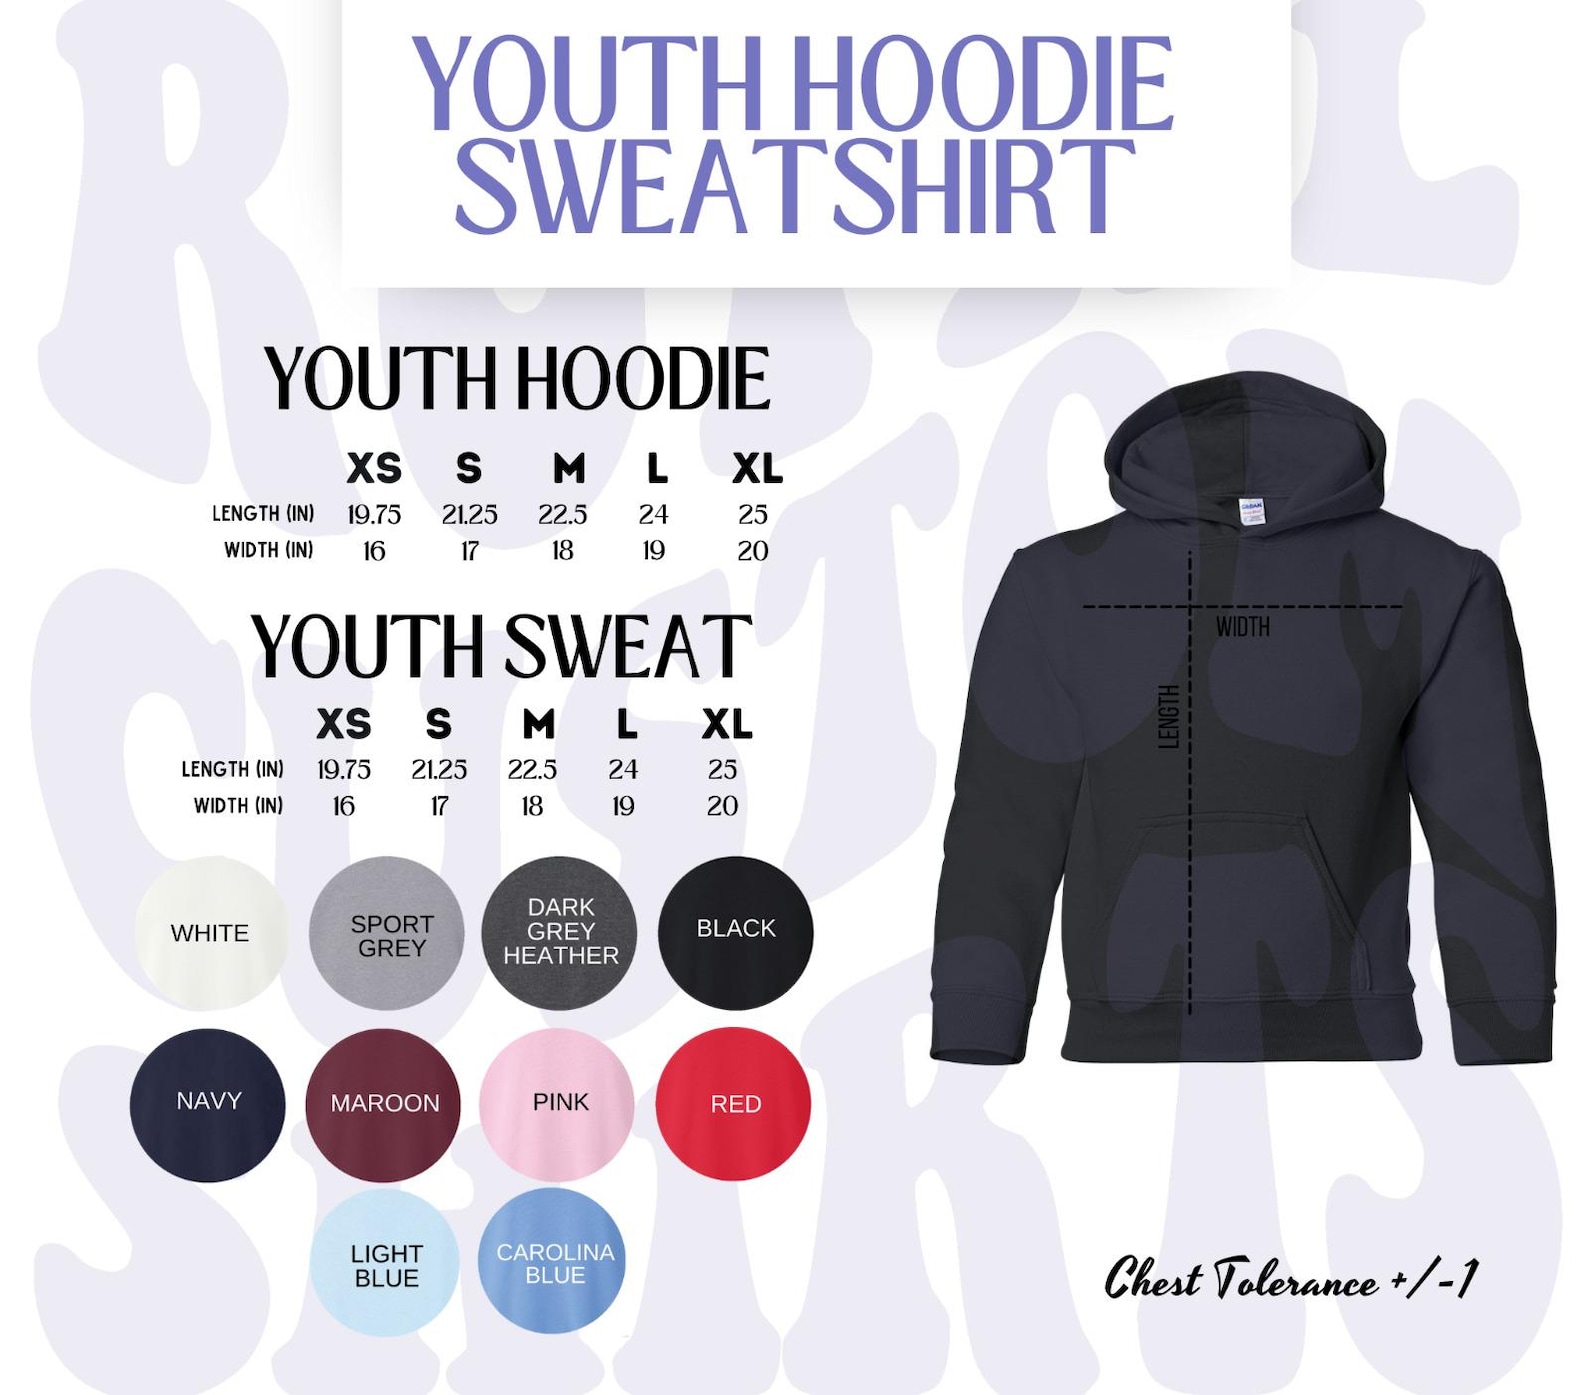 YOUTH HOODIE
SWEATSHIRT
YOUTH HOODIE
XS S M L XL
LENGTH (IN) 19.75 21.25 22.5 24 25
WIDTH (IN) 16 17 18 19 20
YOUTH SWEAT
XS S M L XL
LENGTH (IN) 19.75 21.25 22.5 24 25
WIDTH (IN) 16 17 18 19 20
WHITE
SPORT
GREY
DARK
GREY
HEATHER
BLACK
NAVY
MAROON
PINK
RED
LIGHT
BLUE
CAROLINA
BLUE
GILDAN
WIDTH
LENGTH
Chest Tolerance +/-1
CUSTOM
SHIRTS